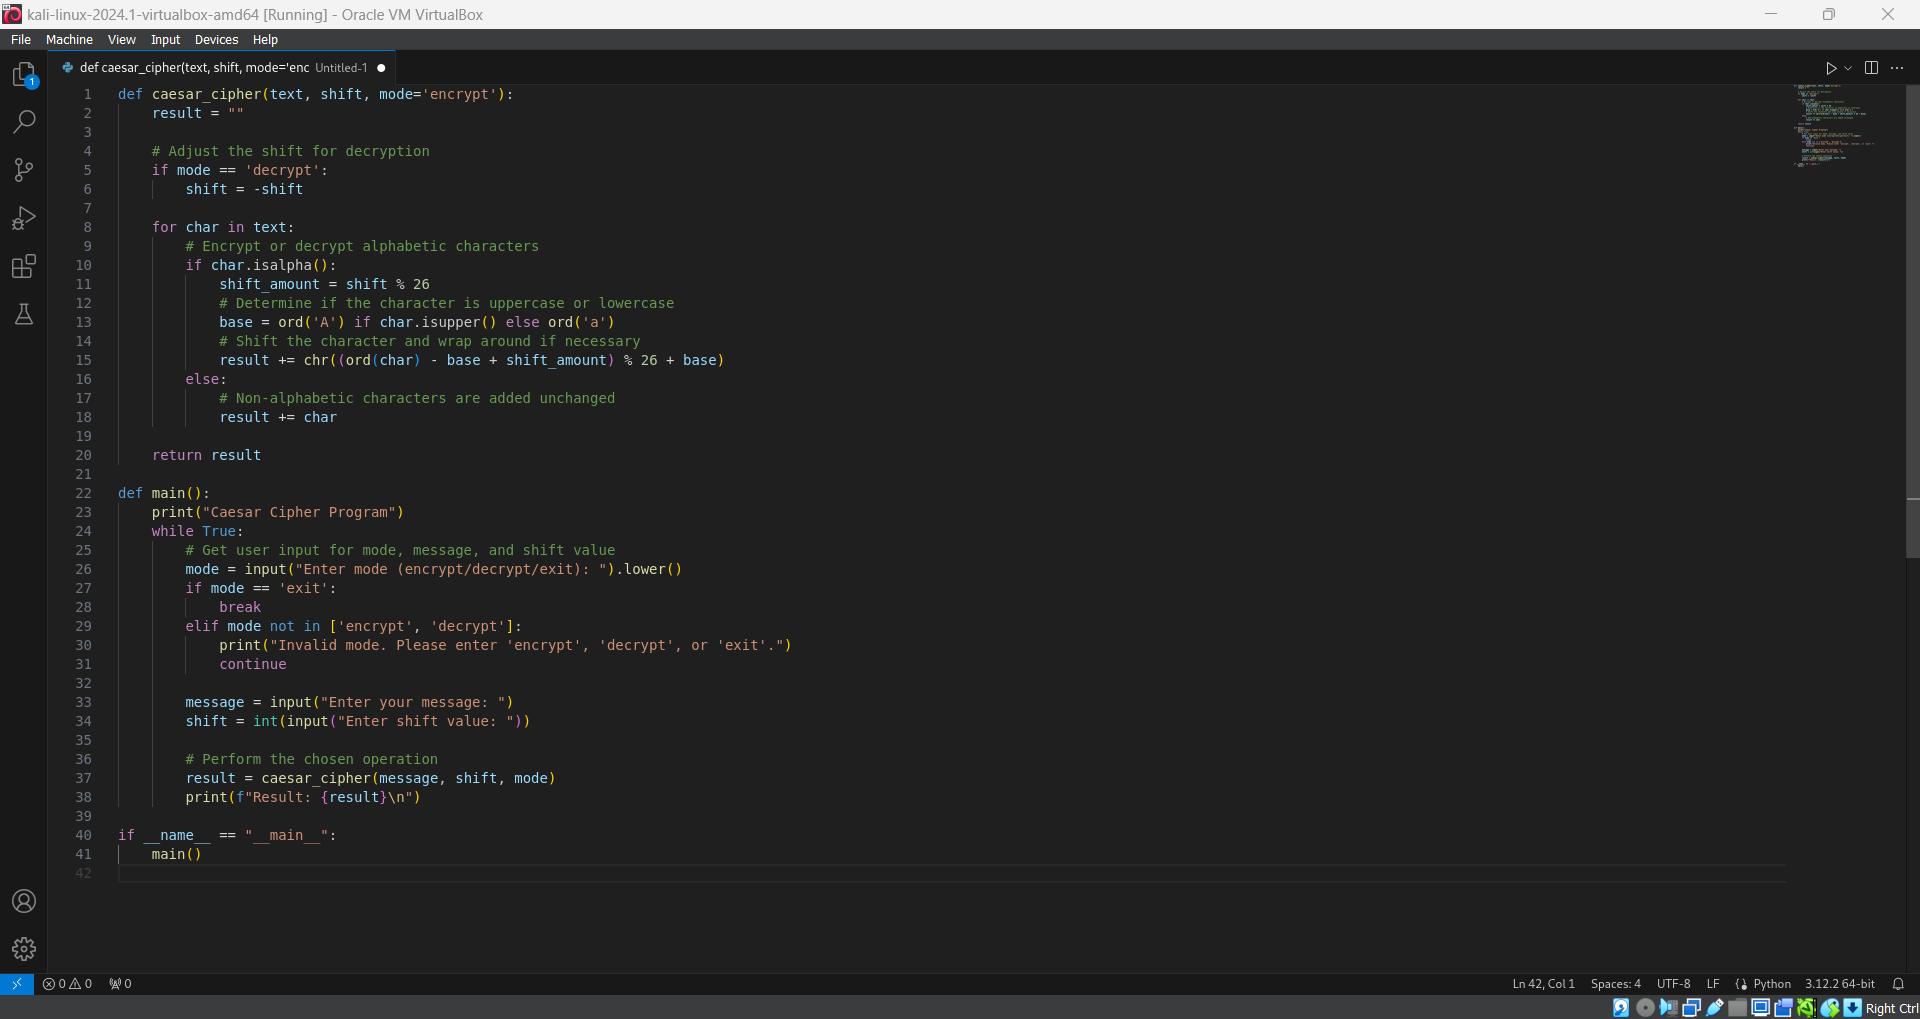 kali-linux-2024.1-virtualbox-amd64 [Running] - Oracle VM VirtualBox
File Machine View Input Devices Help
def caesar_cipher(text, shift, mode='enc Untitled-1
1 def caesar_cipher(text, shift, mode='encrypt'):
2     result = ""
3
4     # Adjust the shift for decryption
5     if mode == 'decrypt':
6         shift = -shift
7
8     for char in text:
9         # Encrypt or decrypt alphabetic characters
10         if char.isalpha():
11             shift_amount = shift % 26
12             # Determine if the character is uppercase or lowercase
13             base = ord('A') if char.isupper() else ord('a')
14             # Shift the character and wrap around if necessary
15             result += chr((ord(char) - base + shift_amount) % 26 + base)
16         else:
17             # Non-alphabetic characters are added unchanged
18             result += char
19
20     return result
21
22 def main():
23     print("Caesar Cipher Program")
24     while True:
25         # Get user input for mode, message, and shift value
26         mode = input("Enter mode (encrypt/decrypt/exit): ").lower()
27         if mode == 'exit':
28             break
29         elif mode not in ['encrypt', 'decrypt']:
30             print("Invalid mode. Please enter 'encrypt', 'decrypt', or 'exit'.")
31             continue
32
33         message = input("Enter your message: ")
34         shift = int(input("Enter shift value: "))
35
36         # Perform the chosen operation
37         result = caesar_cipher(message, shift, mode)
38         print(f"Result: {result}\n")
39
40 if __name__ == "__main__":
41     main()
42
1
0 0 0 Ln 42, Col 1 Spaces: 4 UTF-8 LF Python 3.12.2 64-bit
Right Ctrl